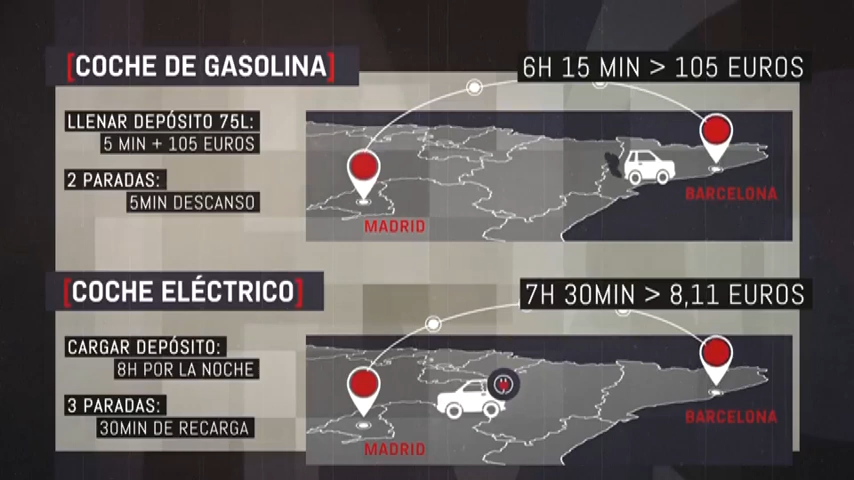 [COCHE DE GASOLINA]
6H 15 MIN > 105 EUROS
LLENAR DEPÓSITO 75L:
5 MIN + 105 EUROS
2 PARADAS:
5MIN DESCANSO
MADRID
BARCELONA
[COCHE ELÉCTRICO]
7H 30MIN > 8,11 EUROS
CARGAR DEPÓSITO:
8H POR LA NOCHE
3 PARADAS:
30MIN DE RECARGA
MADRID
BARCELONA